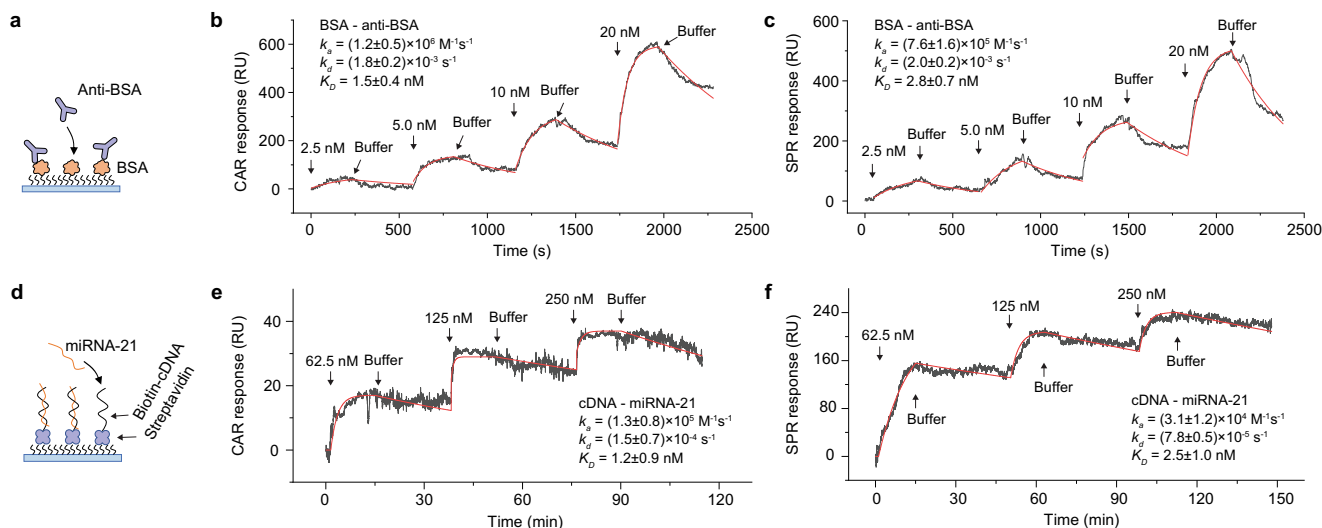 a
Anti-BSA
BSA
b
BSA - anti-BSA
kₐ = (1.2±0.5)×10⁶ M⁻¹s⁻¹
k_d = (1.8±0.2)×10⁻³ s⁻¹
K_D = 1.5±0.4 nM
2.5 nM
Buffer
5.0 nM
Buffer
10 nM
Buffer
20 nM
Buffer
CAR response (RU)
0
200
400
600
0
500
1000
1500
2000
2500
Time (s)
c
BSA - anti-BSA
kₐ = (7.6±1.6)×10⁵ M⁻¹s⁻¹
k_d = (2.0±0.2)×10⁻³ s⁻¹
K_D = 2.8±0.7 nM
2.5 nM
Buffer
5.0 nM
Buffer
10 nM
Buffer
20 nM
Buffer
SPR response (RU)
0
200
400
600
0
500
1000
1500
2000
2500
Time (s)
d
miRNA-21
Biotin-cDNA
Streptavidin
e
62.5 nM
Buffer
125 nM
Buffer
250 nM
Buffer
cDNA - miRNA-21
kₐ = (1.3±0.8)×10⁵ M⁻¹s⁻¹
k_d = (1.5±0.7)×10⁻⁴ s⁻¹
K_D = 1.2±0.9 nM
CAR response (RU)
0
20
40
0
30
60
90
120
Time (min)
f
62.5 nM
Buffer
125 nM
Buffer
250 nM
Buffer
cDNA - miRNA-21
kₐ = (3.1±1.2)×10⁴ M⁻¹s⁻¹
k_d = (7.8±0.5)×10⁻⁵ s⁻¹
K_D = 2.5±1.0 nM
SPR response (RU)
0
80
160
240
0
30
60
90
120
150
Time (min)